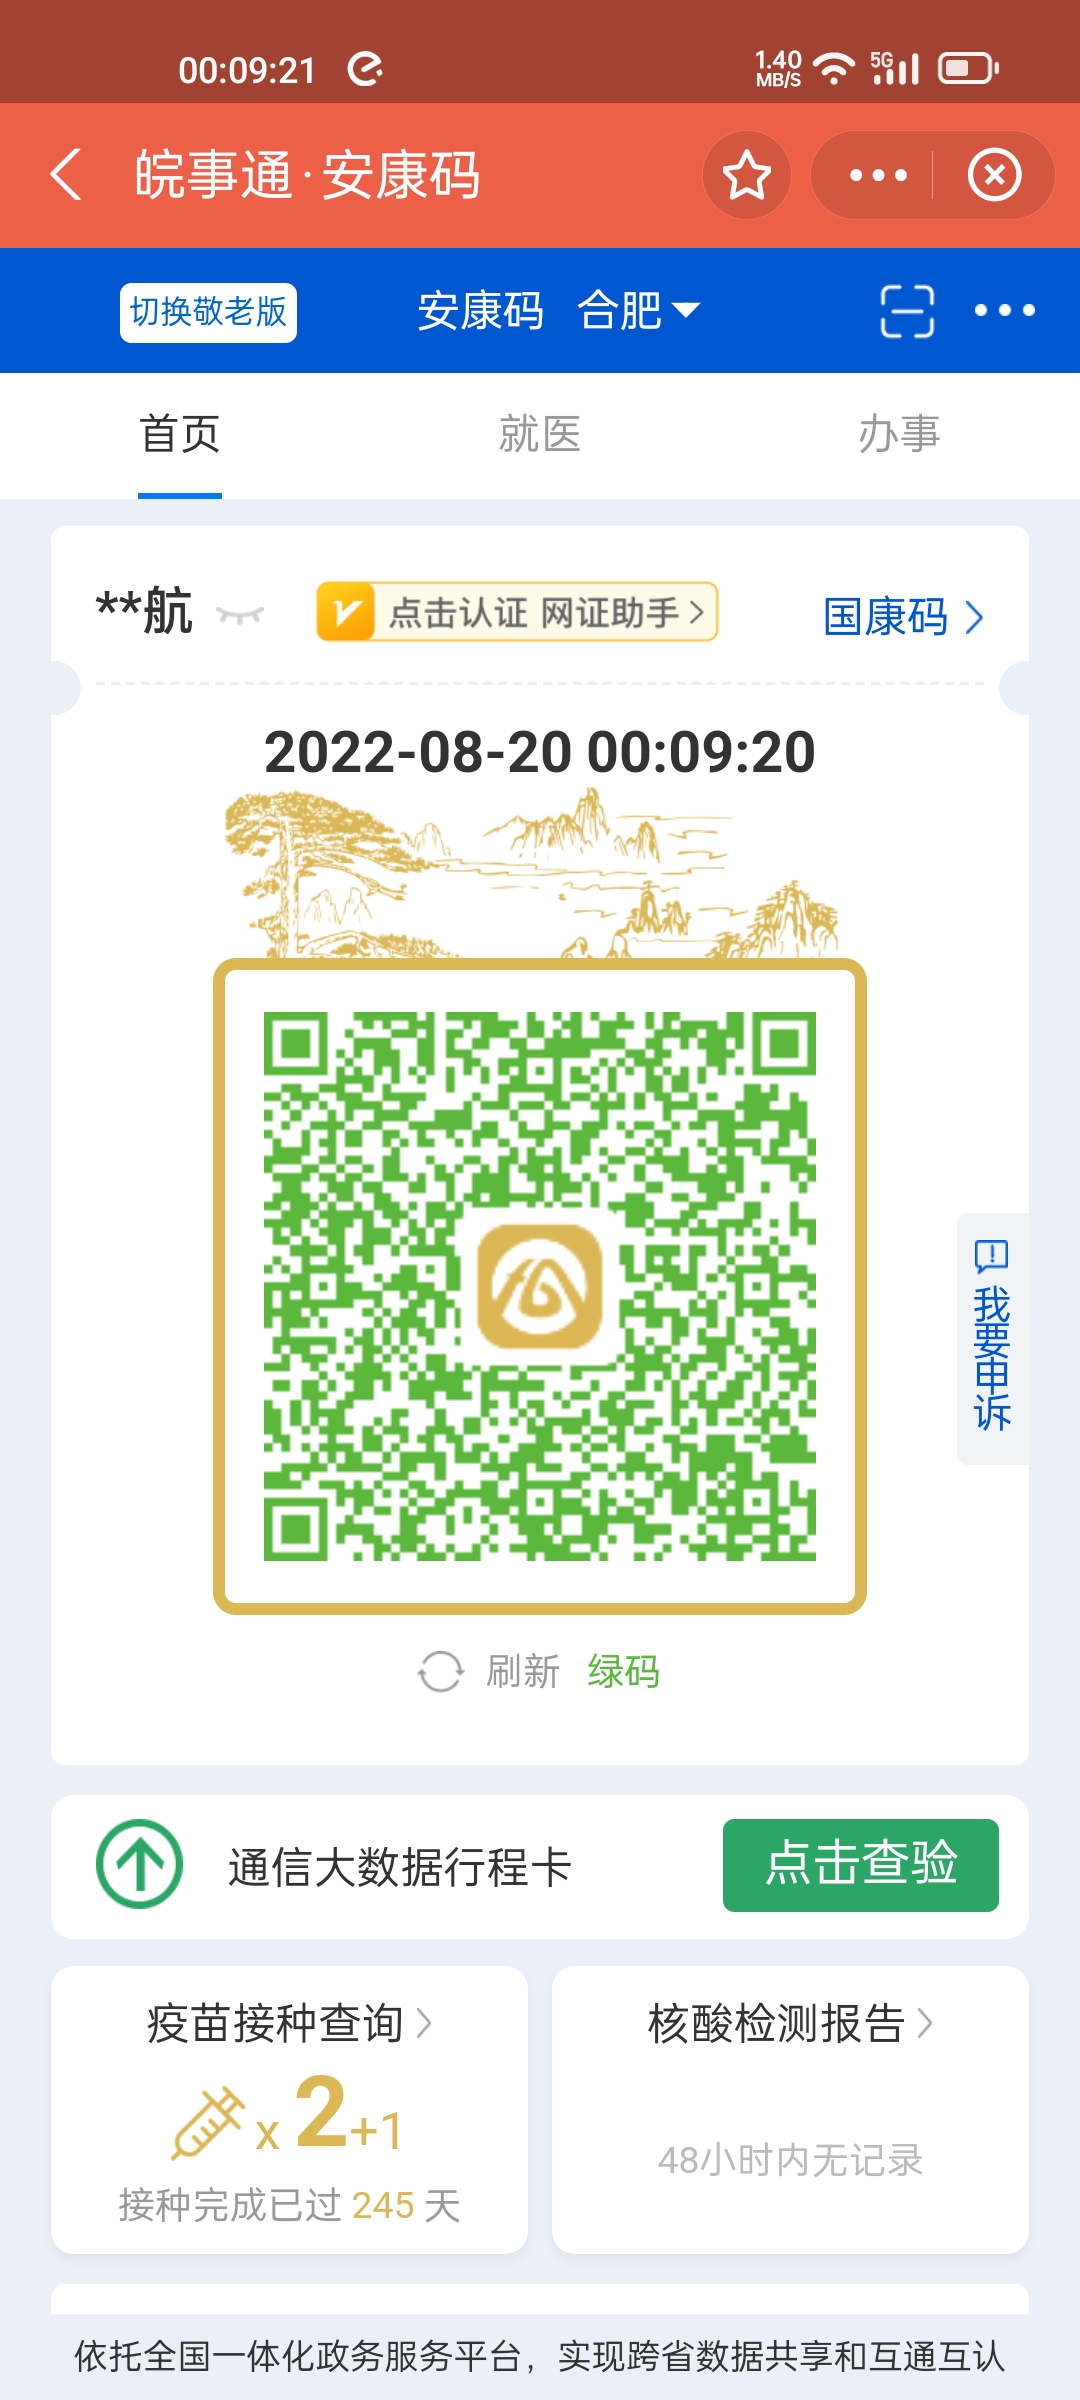 00:09:21
1.40 MB/S 5G
皖事通·安康码
切换敬老版 安康码 合肥
首页 就医 办事
**航 点击认证 网证助手 国康码
2022-08-20 00:09:20
我要申诉
刷新 绿码
通信大数据行程卡 点击查验
疫苗接种查询
x 2+1
接种完成已过 245 天
核酸检测报告
48小时内无记录
依托全国一体化政务服务平台，实现跨省数据共享和互通互认